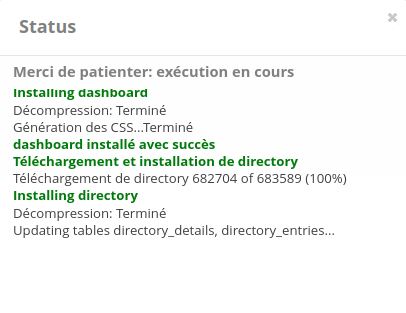 Status
×
Merci de patienter: exécution en cours
Installing dashboard
Décompression: Terminé
Génération des CSS...Terminé
dashboard installé avec succès
Téléchargement et installation de directory
Téléchargement de directory 682704 of 683589 (100%)
Installing directory
Décompression: Terminé
Updating tables directory_details, directory_entries...